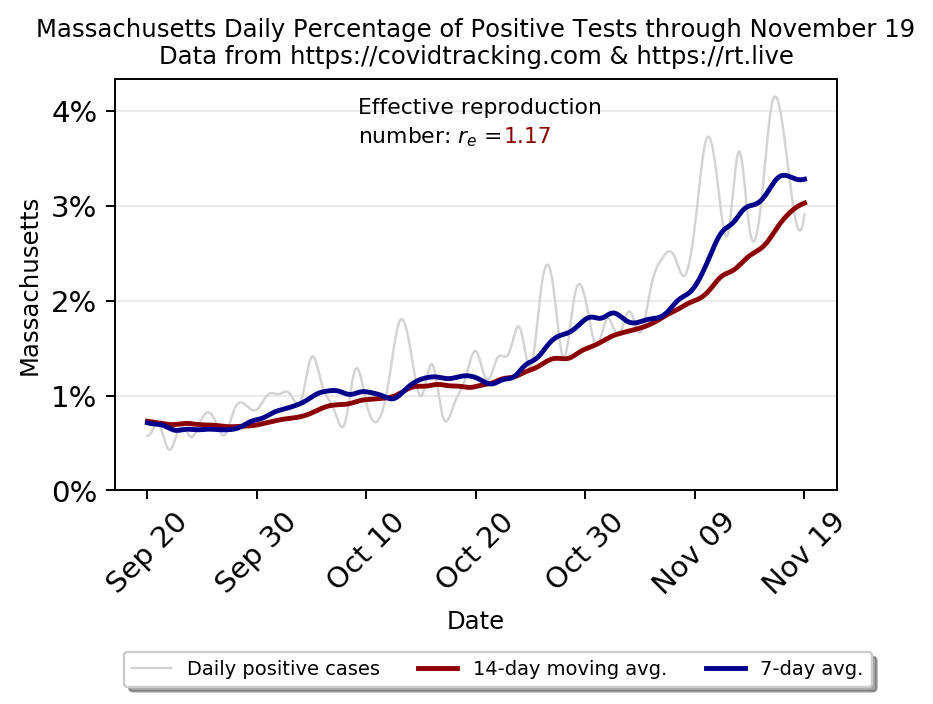 Massachusetts Daily Percentage of Positive Tests through November 19
Data from https://covidtracking.com & https://rt.live
Effective reproduction
number: rₑ =1.17
4%
3%
2%
1%
0%
Massachusetts
Sep 20
Sep 30
Oct 10
Oct 20
Oct 30
Nov 09
Nov 19
Date
Daily positive cases
14-day moving avg.
7-day avg.